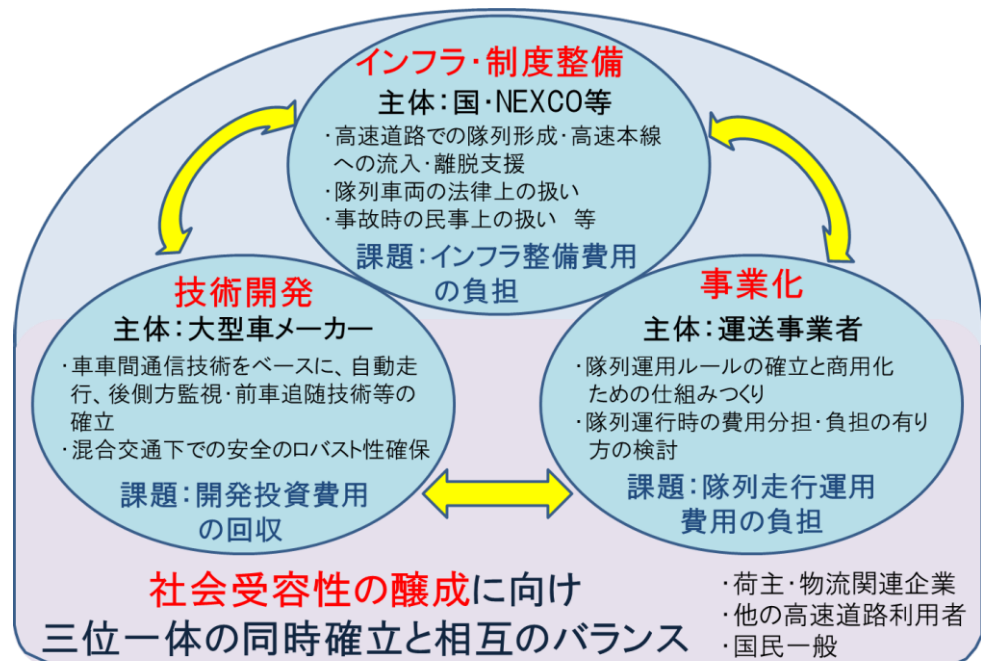 インフラ・制度整備
主体：国・NEXCO等
・高速道路での隊列形成・高速本線
への流入・離脱支援
・隊列車両の法律上の扱い
・事故時の民事上の扱い 等
課題：インフラ整備費用
の負担
技術開発
主体：大型車メーカー
・車車間通信技術をベースに、自動走
行、後側方監視・前車追随技術等の
確立
・混合交通下での安全のロバスト性確保
課題：開発投資費用
の回収
事業化
主体：運送事業者
・隊列運用ルールの確立と商用化
ための仕組みつくり
・隊列運行時の費用分担・負担の有り
方の検討
課題：隊列走行運用
費用の負担
社会受容性の醸成に向け
三位一体の同時確立と相互のバランス
・荷主・物流関連企業
・他の高速道路利用者
・国民一般